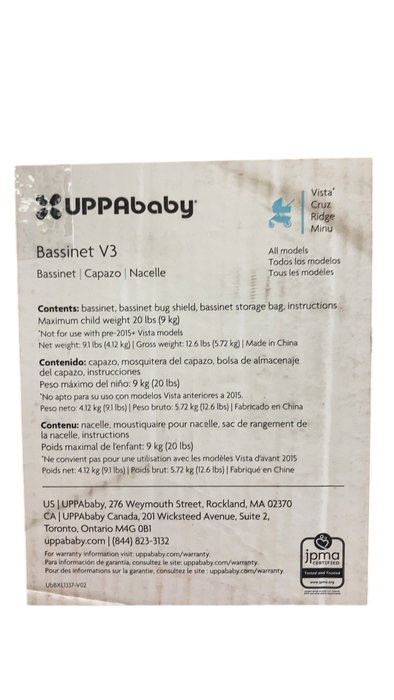 UPPAbaby
Vista*
Cruz
Ridge
Minu
Bassinet V3
All models
Todos los modelos
Tous les modèles
Bassinet | Capazo | Nacelle
Contents: bassinet, bassinet bug shield, bassinet storage bag, instructions
Maximum child weight 20 lbs (9 kg)
*Not for use with pre-2015+ Vista models
Net weight: 9.1 lbs (4.12 kg) | Gross weight: 12.6 lbs (5.72 kg) | Made in China
Contenido: capazo, mosquitera del capazo, bolsa de almacenaje
del capazo, instrucciones
Peso máximo del niño: 9 kg (20 lbs)
*No apto para su uso con modelos Vista anteriores a 2015.
Peso neto: 4.12 kg (9.1 lbs) | Peso bruto: 5.72 kg (12.6 lbs) | Fabricado en China
Contenu: nacelle, moustiquaire pour nacelle, sac de rangement de
la nacelle, instructions
Poids maximal de l'enfant: 9 kg (20 lbs)
*Ne convient pas pour une utilisation avec les modèles Vista d'avant 2015
Poids net: 4.12 kg (9.1 lbs) | Poids brut: 5.72 kg (12.6 lbs) | Fabriqué en Chine
US | UPPAbaby, 276 Weymouth Street, Rockland, MA 02370
CA | UPPAbaby Canada, 201 Wicksteed Avenue, Suite 2,
Toronto, Ontario M4G 0B1
uppababy.com | (844) 823-3132
For warranty information visit: uppababy.com/warranty.
Para información de garantía, consultez le site: uppababy.com/warranty.
Pour des informations sur la garantie, consultez le site : uppababy.com/warranty.
UbBXL1337-V02
jpma
CERTIFIED
Tested and Trusted
www.jpma.org